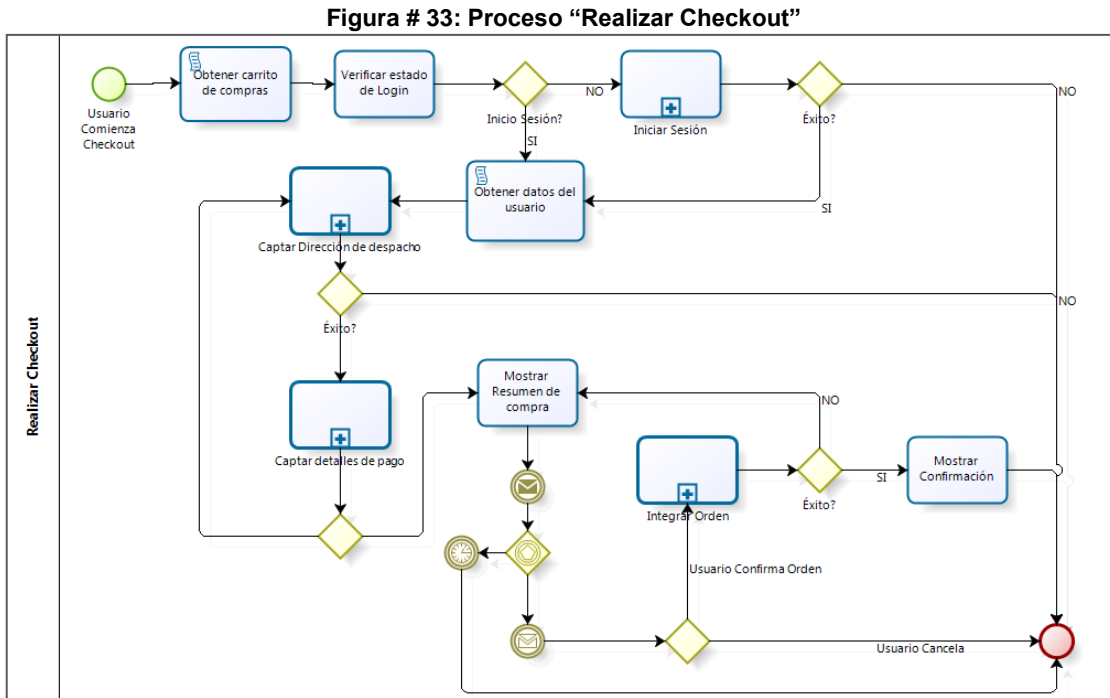 Figura # 33: Proceso “Realizar Checkout”
Realizar Checkout
Usuario
Comienza
Checkout
Obtener carrito
de compras
Verificar estado
de Login
Inicio Sesión?
NO
SI
Iniciar Sesión
Éxito?
NO
SI
Obtener datos del
usuario
Captar Dirección de despacho
Éxito?
NO
Captar detalles de pago
Mostrar
Resumen de
compra
Integrar Orden
Éxito?
NO
SI
Mostrar
Confirmación
Usuario Confirma Orden
Usuario Cancela